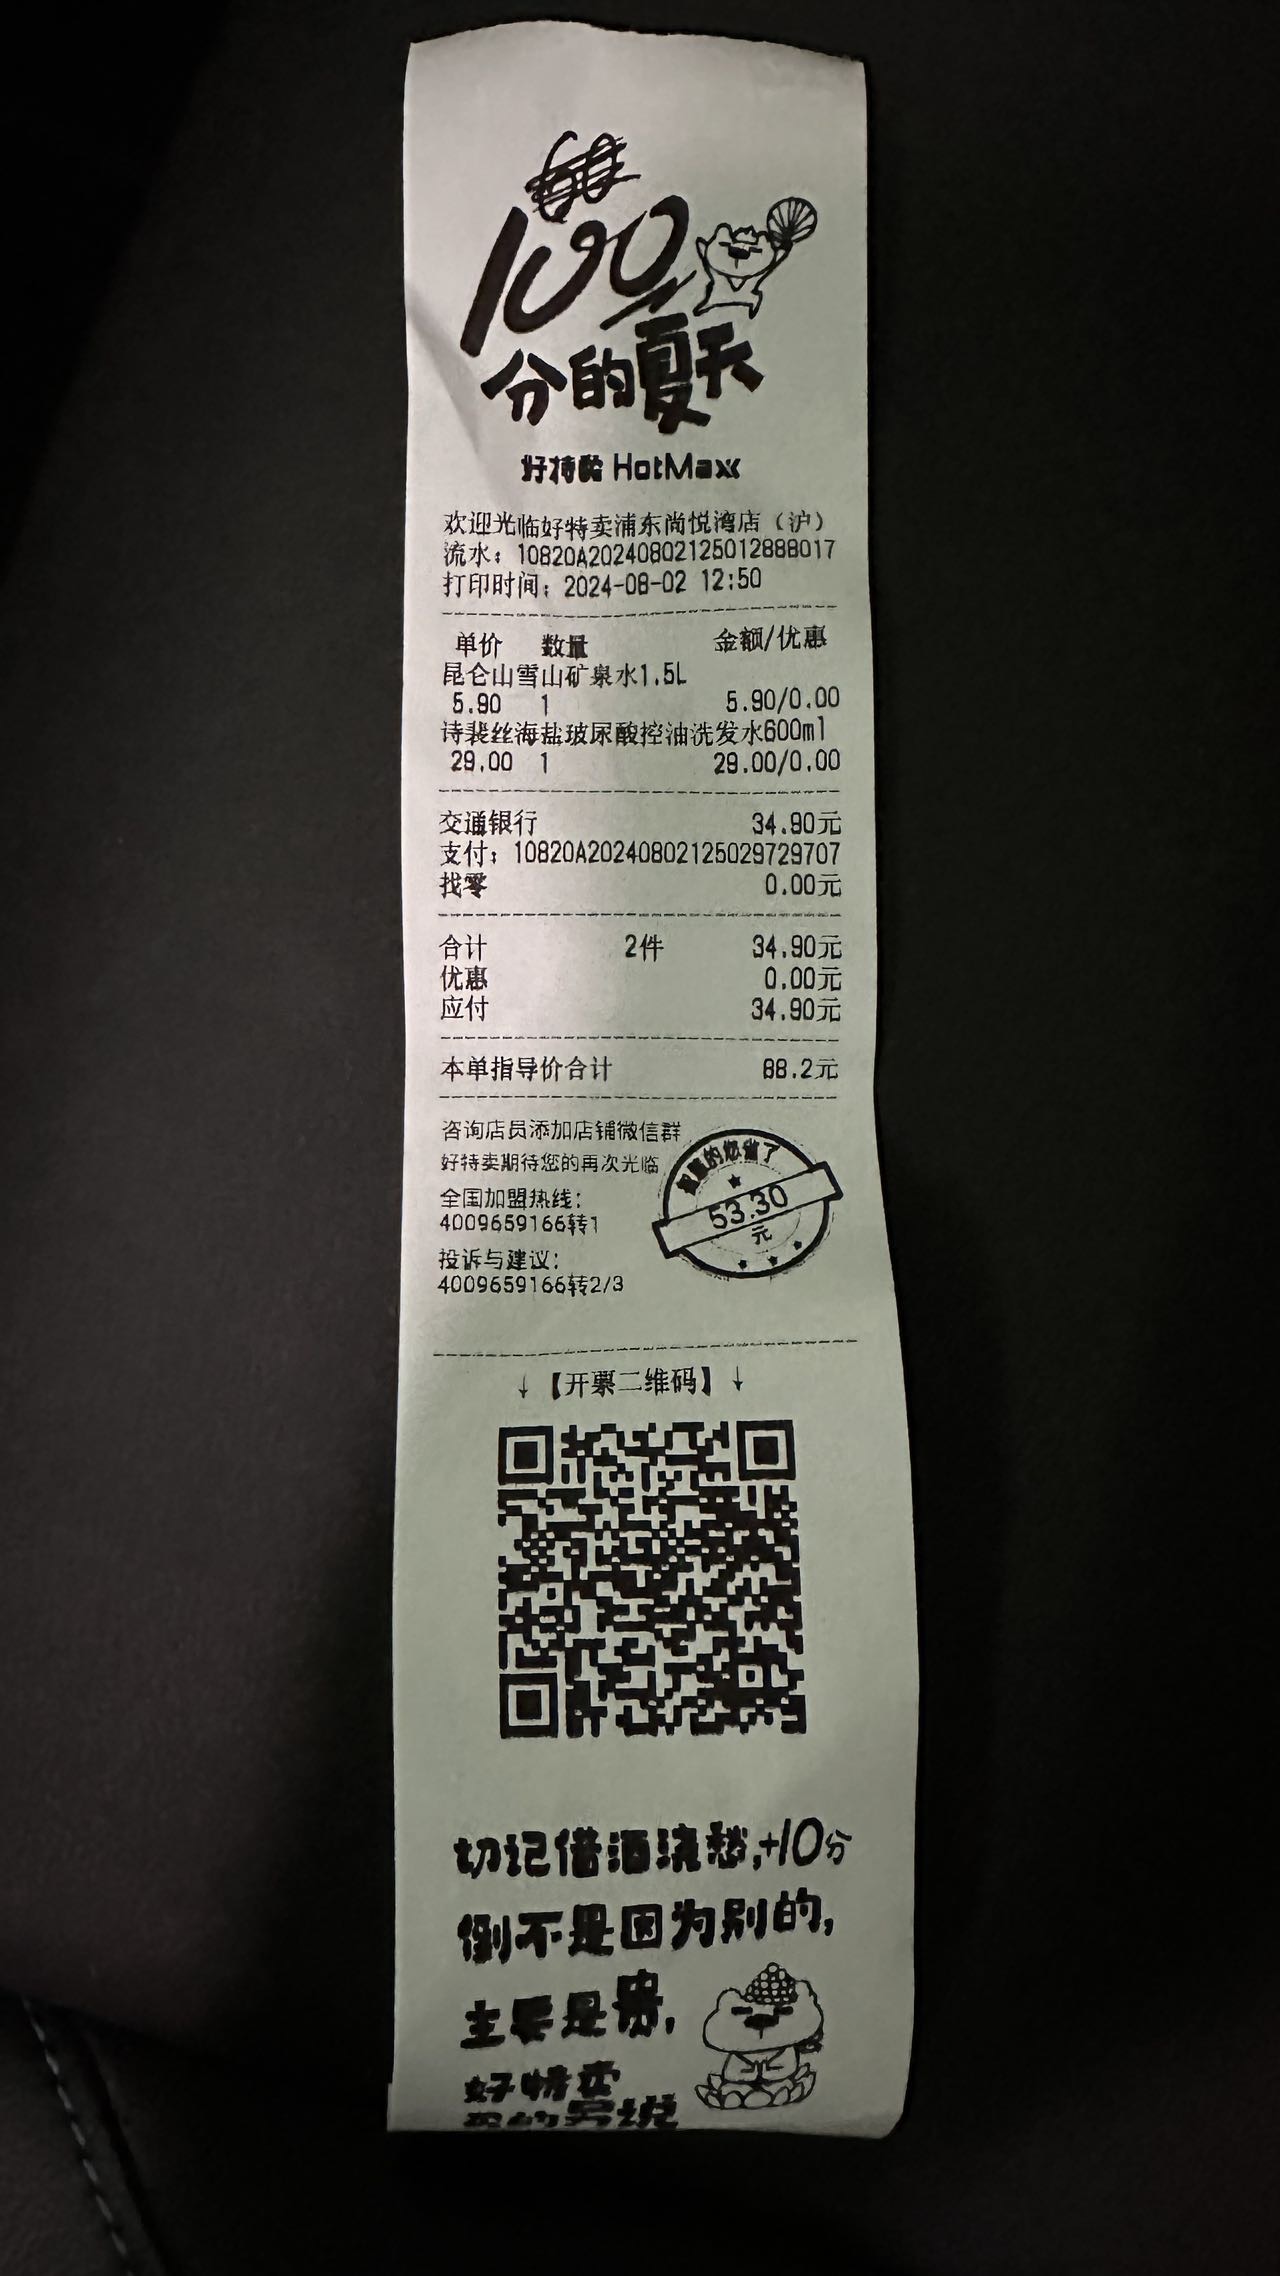 100
分的夏天
好特卖 HotMaxx
欢迎光临好特卖浦东尚悦湾店（沪）
流水：10820A20240802125012888017
打印时间：2024-08-02 12:50
单价 数量 金额/优惠
昆仑山雪山矿泉水1.5L
5.90 1 5.90/0.00
诗裴丝海盐玻尿酸控油洗发水600ml
29.00 1 29.00/0.00
交通银行 34.90元
支付：10820A20240802125029729707
找零 0.00元
合计 2件 34.90元
优惠 0.00元
应付 34.90元
本单指导价合计 88.2元
咨询店员添加店铺微信群
好特卖期待您的再次光临
全国加盟热线：
4009659166转1
投诉与建议：
4009659166转2/3
的您省了
53.30
元
↓【开票二维码】↓
切记借酒浇愁,+10分
倒不是因为别的,
主要是贵,
好特卖
买的另说